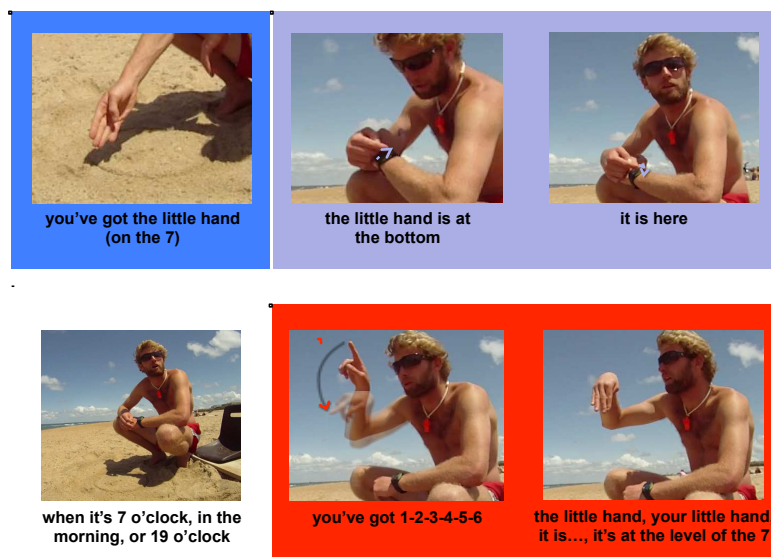 you've got the little hand
(on the 7)
the little hand is at
the bottom
it is here
when it's 7 o'clock, in the
morning, or 19 o'clock
you've got 1-2-3-4-5-6
the little hand, your little hand
it is..., it's at the level of the 7